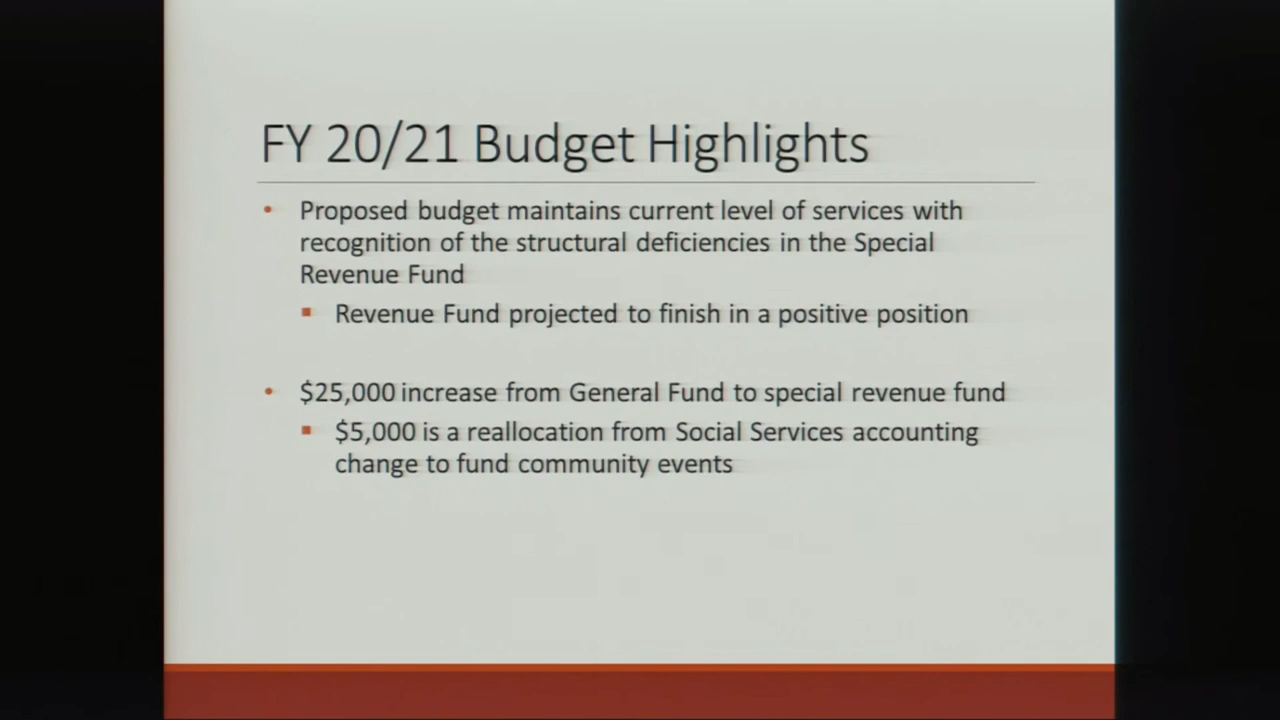 FY 20/21 Budget Highlights
• Proposed budget maintains current level of services with
recognition of the structural deficiencies in the Special
Revenue Fund
▪ Revenue Fund projected to finish in a positive position
• $25,000 increase from General Fund to special revenue fund
▪ $5,000 is a reallocation from Social Services accounting
change to fund community events